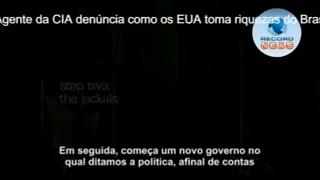 Agente da CIA denúncia como os EUA toma riquezas do Bras
RECORD
NEWS
step two:
the jackals
Em seguida, começa um novo governo no
qual ditamos a política, afinal de contas